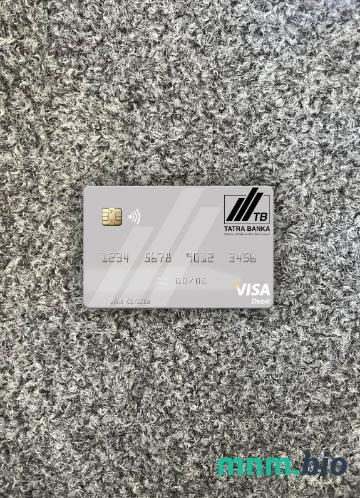 TB
TATRA BANKA
1234 5678 9012 3456
00/00
VISA
Debit
mnm.bio